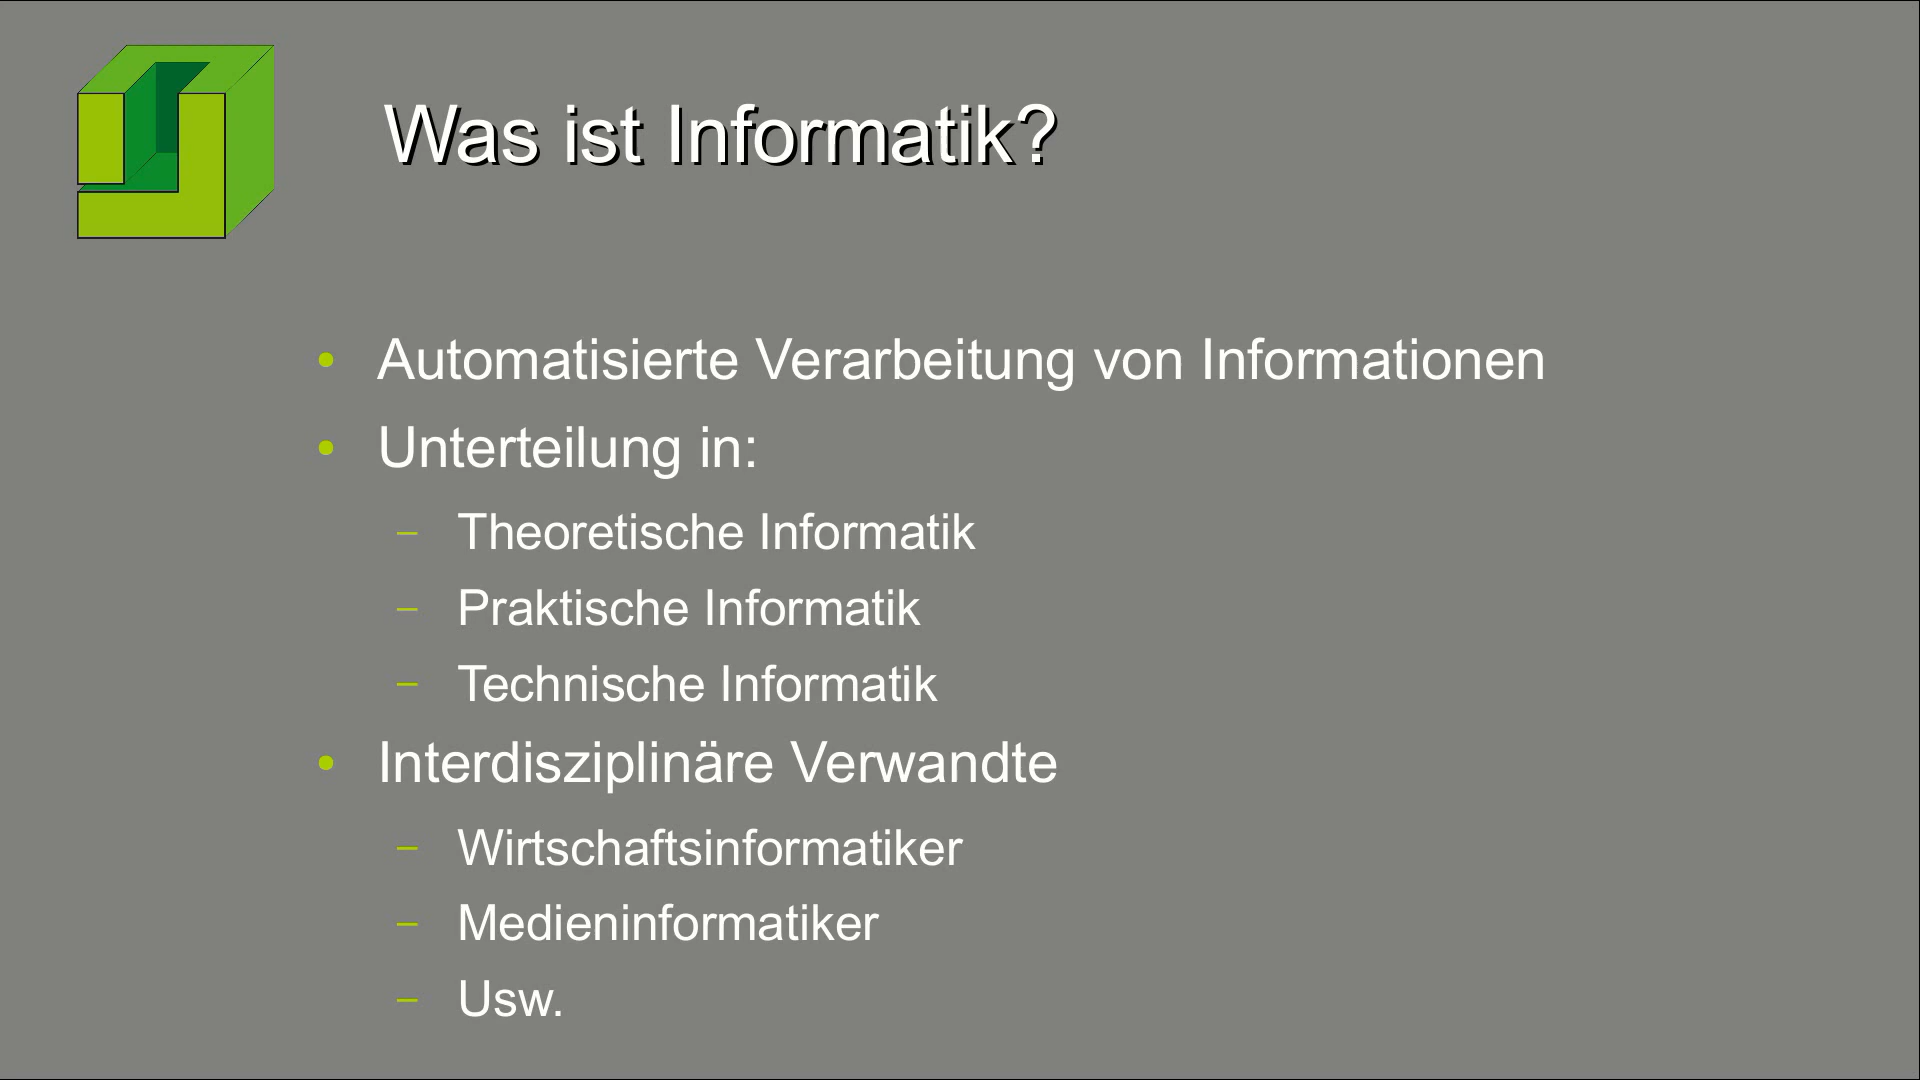 Was ist Informatik?
• Automatisierte Verarbeitung von Informationen
• Unterteilung in:
– Theoretische Informatik
– Praktische Informatik
– Technische Informatik
• Interdisziplinäre Verwandte
– Wirtschaftsinformatiker
– Medieninformatiker
– Usw.